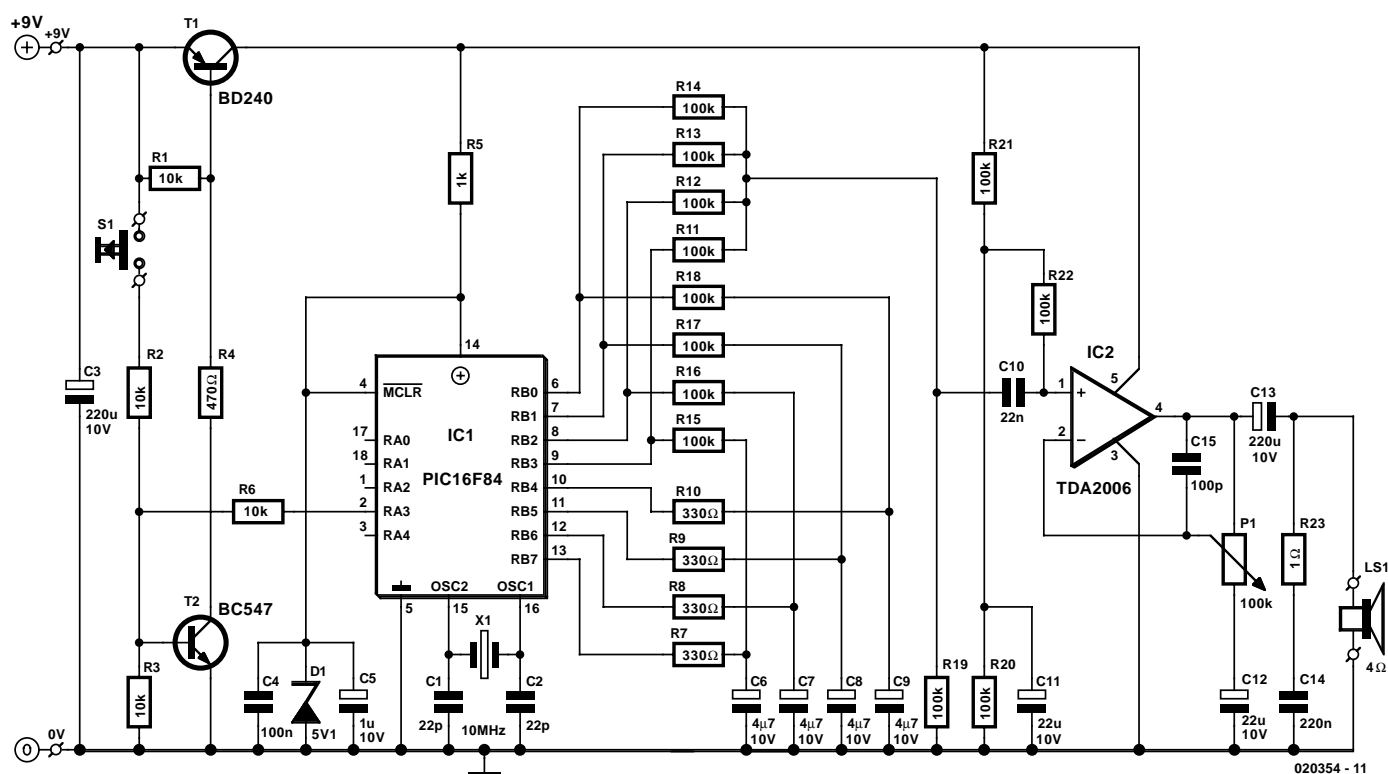 +9V
+9V
T1
BD240
R14
100k
R13
100k
R12
100k
R11
100k
R18
100k
R17
100k
R16
100k
R15
100k
R10
330Ω
R9
330Ω
R8
330Ω
R7
330Ω
R1
10k
S1
R2
10k
R4
470Ω
C3
220u
10V
R6
10k
T2
BC547
R3
10k
R5
1k
14
4
MCLR
17
RA0
18
RA1
1
RA2
2
RA3
3
RA4
IC1
PIC16F84
RB0
6
RB1
7
RB2
8
RB3
9
RB4
10
RB5
11
RB6
12
RB7
13
OSC2
OSC1
5
15
16
X1
10MHz
C4
100n
D1
5V1
C5
1u
10V
C1
22p
C2
22p
C6
4µ7
10V
C7
4µ7
10V
C8
4µ7
10V
C9
4µ7
10V
R19
100k
R20
100k
C11
22u
10V
R21
100k
R22
100k
C10
22n
IC2
TDA2006
1
+
2
–
5
3
4
C15
100p
C13
220u
10V
P1
100k
R23
1Ω
LS1
4Ω
C12
22u
10V
C14
220n
0V
0
020354 - 11